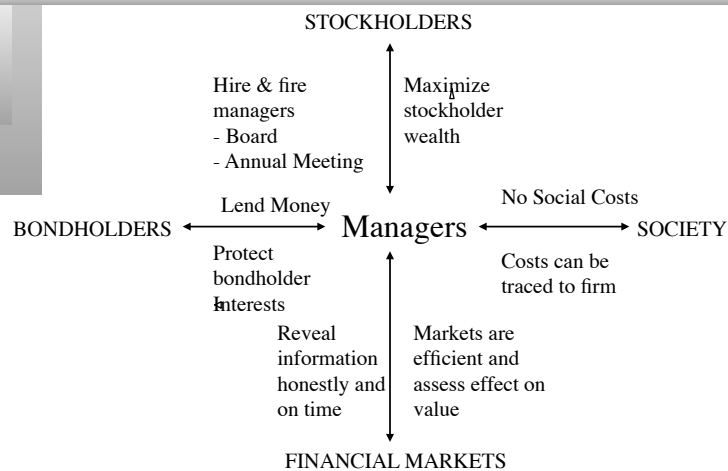 STOCKHOLDERS
Hire & fire
managers
- Board
- Annual Meeting
Maximize
stockholder
wealth
No Social Costs
Lend Money
BONDHOLDERS
Managers
SOCIETY
Protect
bondholder
Interests
Costs can be
traced to firm
Reveal
information
honestly and
on time
Markets are
efficient and
assess effect on
value
FINANCIAL MARKETS